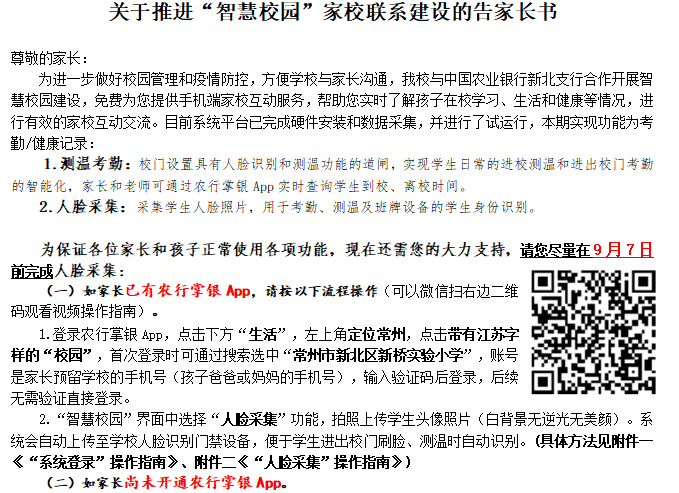 关于推进“智慧校园”家校联系建设的告家长书
尊敬的家长：
为进一步做好校园管理和疫情防控，方便学校与家长沟通，我校与中国农业银行新北支行合作开展智
慧校园建设，免费为您提供手机端家校互动服务，帮助您实时了解孩子在校学习、生活和健康等情况，进
行有效的家校互动交流。目前系统平台已完成硬件安装和数据采集，并进行了试运行，本期实现功能为考
勤/健康记录：
1.测温考勤：校门设置具有人脸识别和测温功能的道闸，实现学生日常的进校测温和进出校门考勤
的智能化，家长和老师可通过农行掌银App实时查询学生到校、离校时间。
2.人脸采集：采集学生人脸照片，用于考勤、测温及班牌设备的学生身份识别。
为保证各位家长和孩子正常使用各项功能，现在还需您的大力支持，请您尽量在9月7日
前完成人脸采集：
（一）如家长已有农行掌银App，请按以下流程操作（可以微信扫右边二维
码观看视频操作指南）。
1.登录农行掌银App，点击下方“生活”，左上角定位常州，点击带有江苏字
样的“校园”，首次登录时可通过搜索选中“常州市新北区新桥实验小学”，账号
是家长预留学校的手机号（孩子爸爸或妈妈的手机号），输入验证码后登录，后续
无需验证直接登录。
2.“智慧校园”界面中选择“人脸采集”功能，拍照上传学生头像照片（白背景无逆光无美颜）。系
统会自动上传至学校人脸识别门禁设备，便于学生进出校门刷脸、测温时自动识别。(具体方法见附件一
《“系统登录”操作指南》、附件二《“人脸采集”操作指南》)
（二）如家长尚未开通农行掌银App。